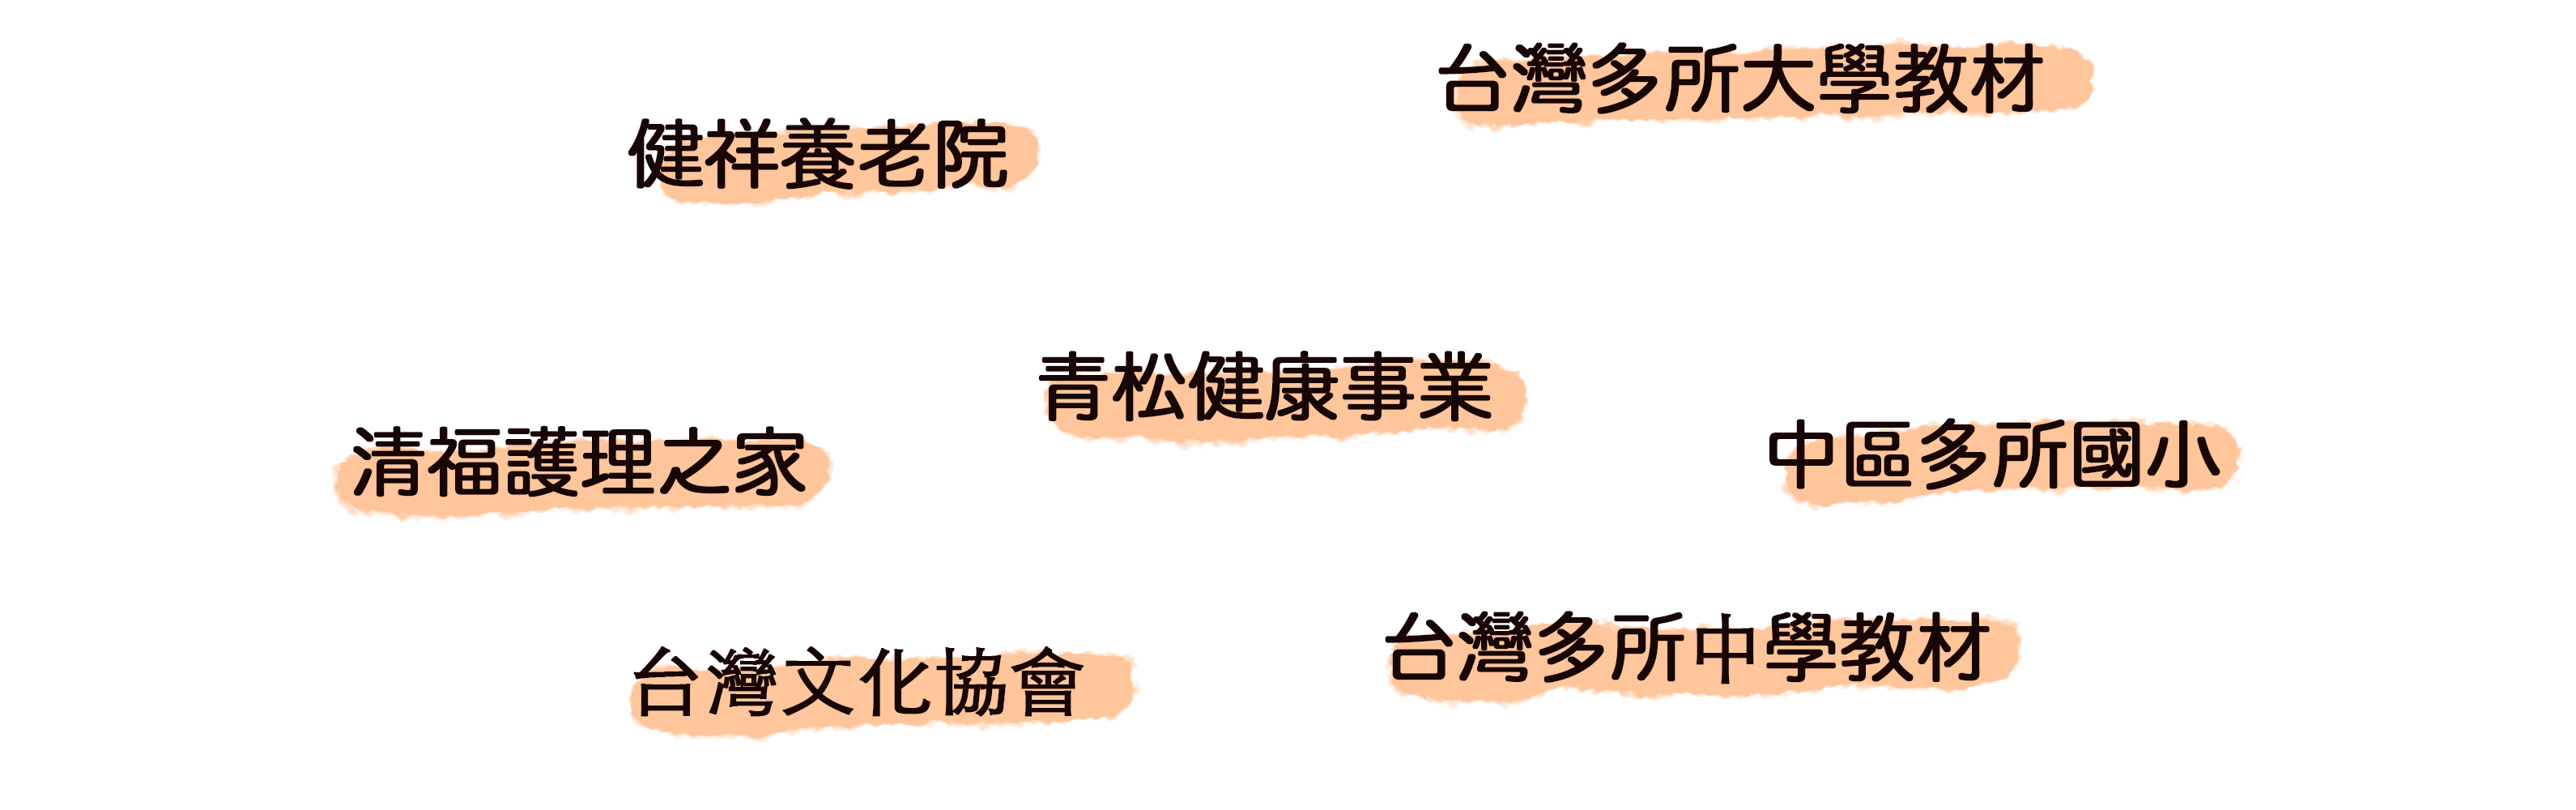 台灣多所大學教材
健祥養老院
青松健康事業
清福護理之家
中區多所國小
台灣多所中學教材
台灣文化協會